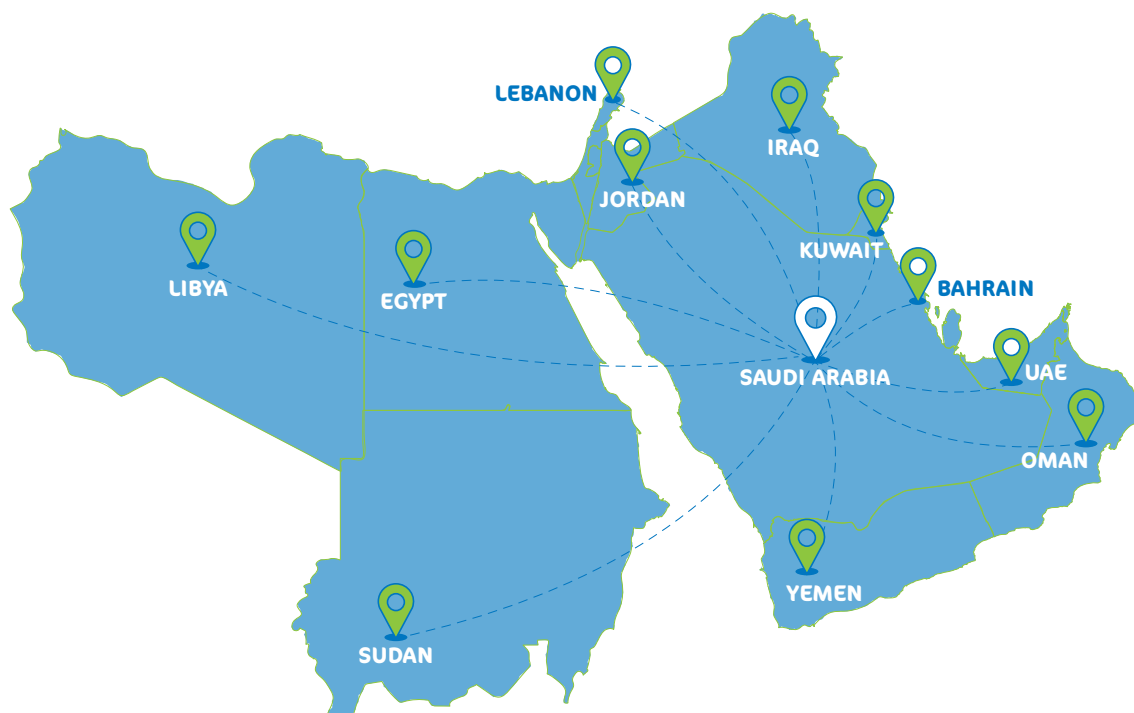 LEBANON
IRAQ
JORDAN
KUWAIT
LIBYA
EGYPT
BAHRAIN
SAUDI ARABIA
UAE
OMAN
YEMEN
SUDAN